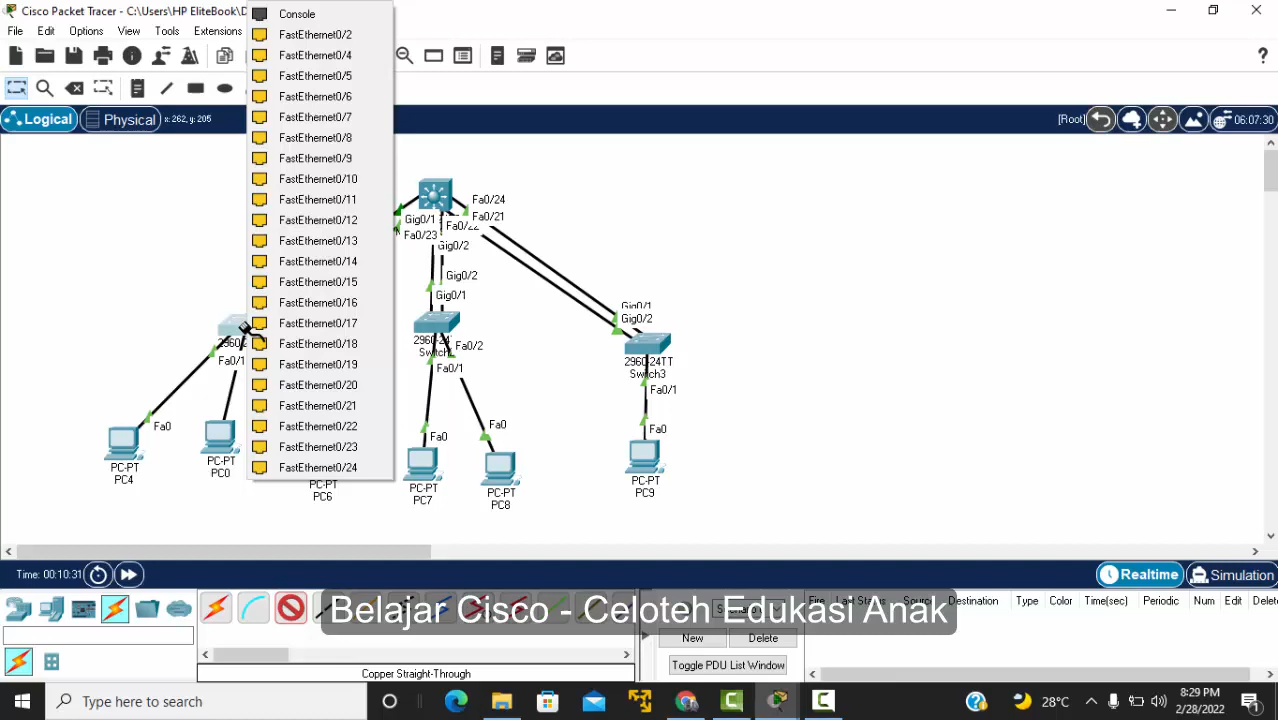 Cisco Packet Tracer - C:\Users\HP EliteBook\D
File Edit Options View Tools Extensions
Logical Physical x: 262, y: 205
[Root] 06:07:30
Console
FastEthernet0/2
FastEthernet0/4
FastEthernet0/5
FastEthernet0/6
FastEthernet0/7
FastEthernet0/8
FastEthernet0/9
FastEthernet0/10
FastEthernet0/11
FastEthernet0/12
FastEthernet0/13
FastEthernet0/14
FastEthernet0/15
FastEthernet0/16
FastEthernet0/17
FastEthernet0/18
FastEthernet0/19
FastEthernet0/20
FastEthernet0/21
FastEthernet0/22
FastEthernet0/23
FastEthernet0/24
Fa0/24
Gig0/1 Fa0/21
Fa0/23
Gig0/2
Gig0/2
Gig0/1
Gig0/1
Gig0/2
Fa0/2
Fa0/1 Fa0/1
2960-24TT
Switch3
Fa0/1
Fa0 Fa0 Fa0 Fa0
PC-PT
PC4
PC-PT
PC0
PC-PT
PC6
PC-PT
PC7
PC-PT
PC8
PC-PT
PC9
Time: 00:10:31
Realtime Simulation
Belajar Cisco - Celoteh Edukasi Anak
Fire Last Status Source Destination Type Color Time(sec) Periodic Num Edit Delete
New Delete
Toggle PDU List Window
Copper Straight-Through
Type here to search
28°C
8:29 PM
2/28/2022
1